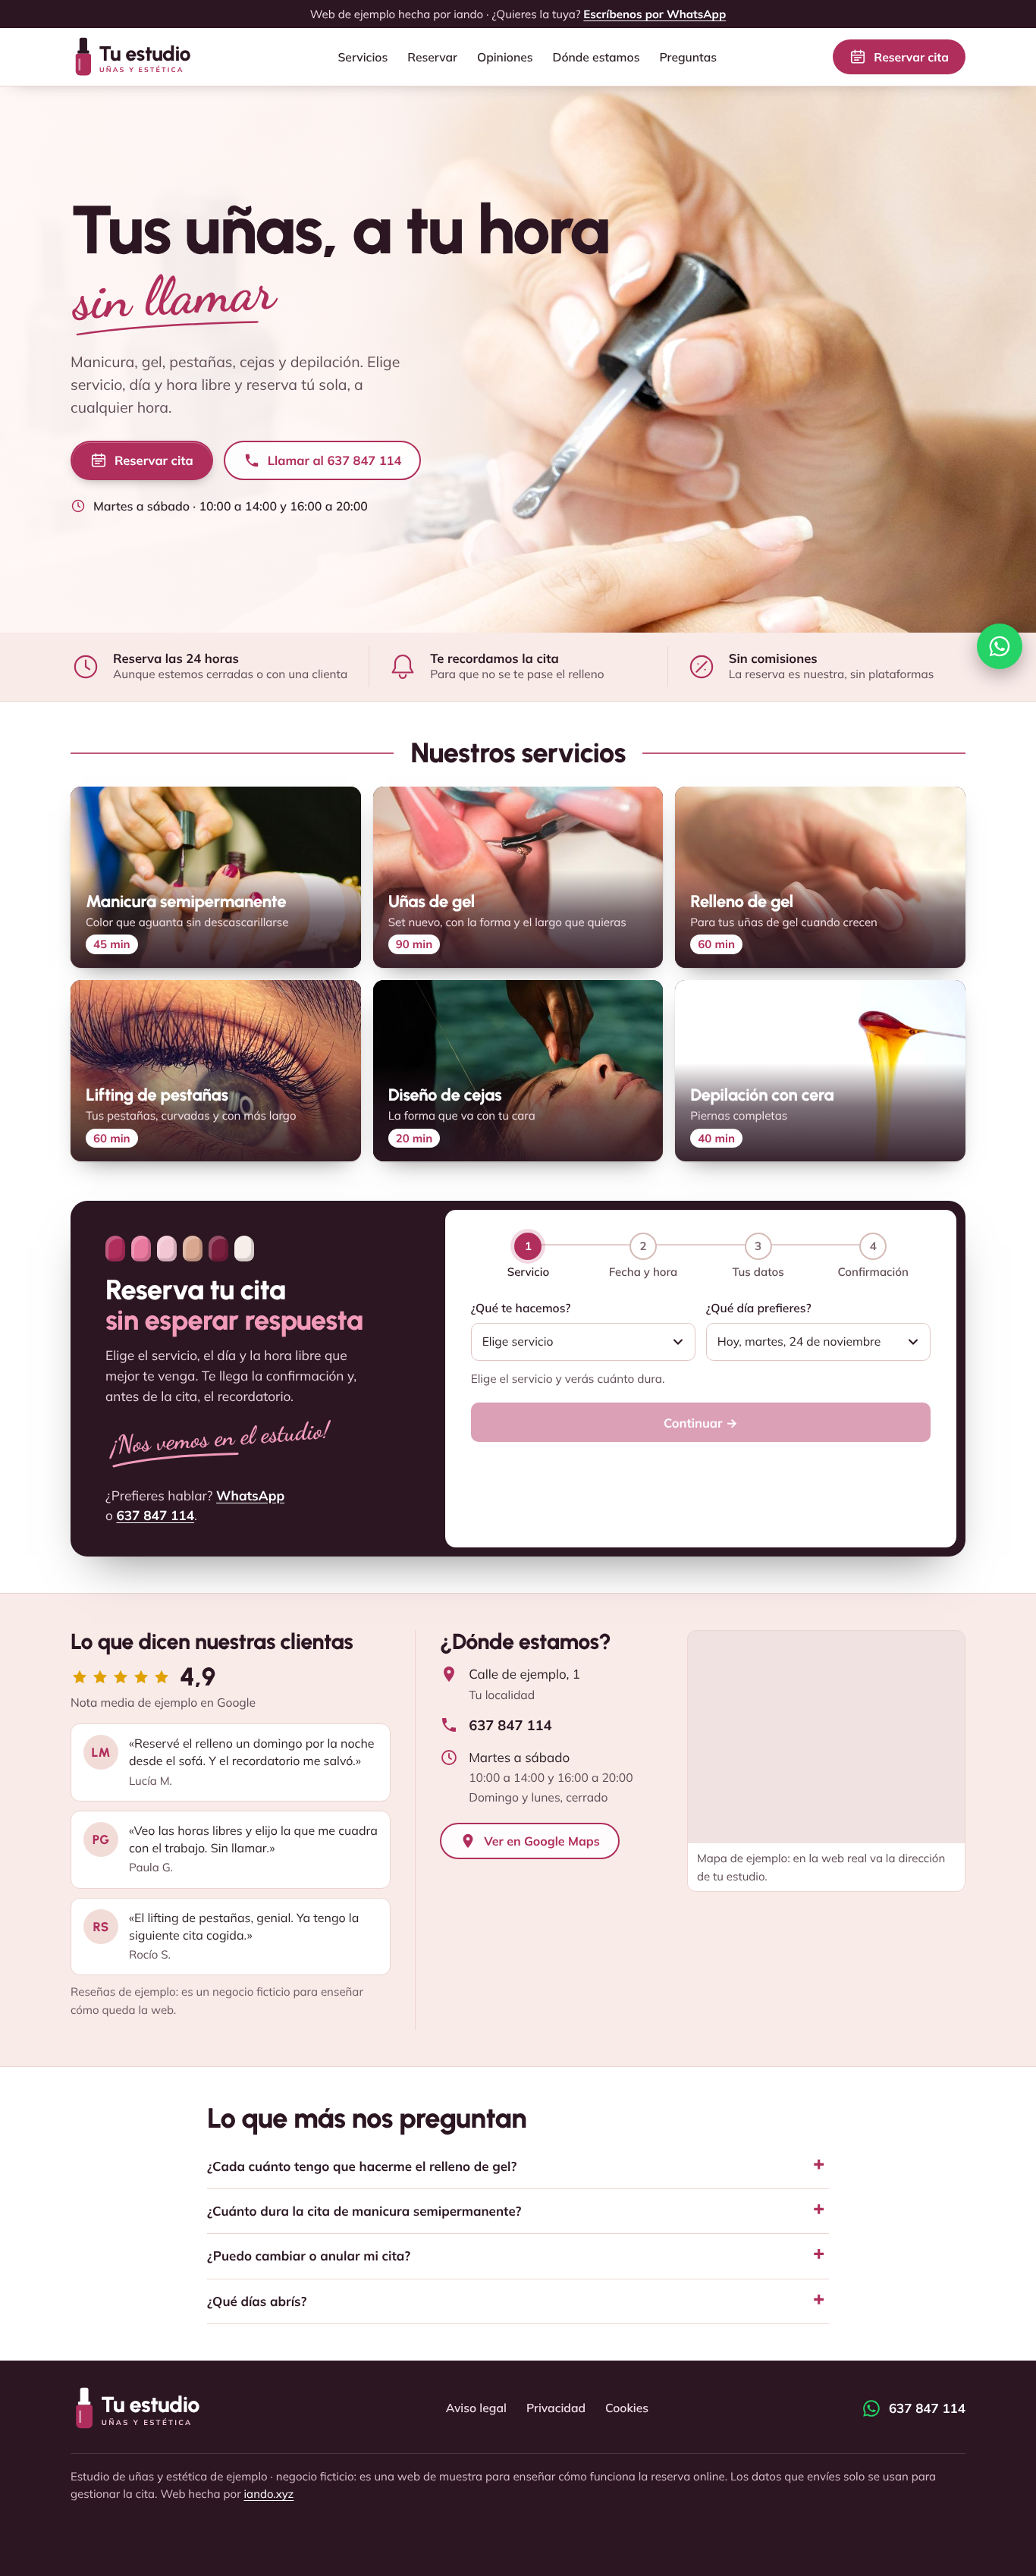 Web de ejemplo hecha por iando · ¿Quieres la tuya? Escríbenos por WhatsApp
Tu estudio
UÑAS Y ESTÉTICA
Servicios
Reservar
Opiniones
Dónde estamos
Preguntas
Reservar cita
Tus uñas, a tu hora
sin llamar
Manicura, gel, pestañas, cejas y depilación. Elige
servicio, día y hora libre y reserva tú sola, a
cualquier hora.
Reservar cita
Llamar al 637 847 114
Martes a sábado · 10:00 a 14:00 y 16:00 a 20:00
Reserva las 24 horas
Aunque estemos cerradas o con una clienta
Te recordamos la cita
Para que no se te pase el relleno
Sin comisiones
La reserva es nuestra, sin plataformas
Nuestros servicios
Manicura semipermanente
Color que aguanta sin descascarillarse
45 min
Uñas de gel
Set nuevo, con la forma y el largo que quieras
90 min
Relleno de gel
Para tus uñas de gel cuando crecen
60 min
Lifting de pestañas
Tus pestañas, curvadas y con más largo
60 min
Diseño de cejas
La forma que va con tu cara
20 min
Depilación con cera
Piernas completas
40 min
Reserva tu cita
sin esperar respuesta
Elige el servicio, el día y la hora libre que
mejor te venga. Te llega la confirmación y,
antes de la cita, el recordatorio.
¡Nos vemos en el estudio!
¿Prefieres hablar? WhatsApp
o 637 847 114.
1
Servicio
2
Fecha y hora
3
Tus datos
4
Confirmación
¿Qué te hacemos?
Elige servicio
¿Qué día prefieres?
Hoy, martes, 24 de noviembre
Elige el servicio y verás cuánto dura.
Continuar →
Lo que dicen nuestras clientas
4,9
Nota media de ejemplo en Google
LM
«Reservé el relleno un domingo por la noche
desde el sofá. Y el recordatorio me salvó.»
Lucía M.
PG
«Veo las horas libres y elijo la que me cuadra
con el trabajo. Sin llamar.»
Paula G.
RS
«El lifting de pestañas, genial. Ya tengo la
siguiente cita cogida.»
Rocío S.
Reseñas de ejemplo: es un negocio ficticio para enseñar
cómo queda la web.
¿Dónde estamos?
Calle de ejemplo, 1
Tu localidad
637 847 114
Martes a sábado
10:00 a 14:00 y 16:00 a 20:00
Domingo y lunes, cerrado
Ver en Google Maps
Mapa de ejemplo: en la web real va la dirección
de tu estudio.
Lo que más nos preguntan
¿Cada cuánto tengo que hacerme el relleno de gel?
¿Cuánto dura la cita de manicura semipermanente?
¿Puedo cambiar o anular mi cita?
¿Qué días abrís?
Tu estudio
UÑAS Y ESTÉTICA
Aviso legal
Privacidad
Cookies
637 847 114
Estudio de uñas y estética de ejemplo · negocio ficticio: es una web de muestra para enseñar cómo funciona la reserva online. Los datos que envíes solo se usan para
gestionar la cita. Web hecha por iando.xyz